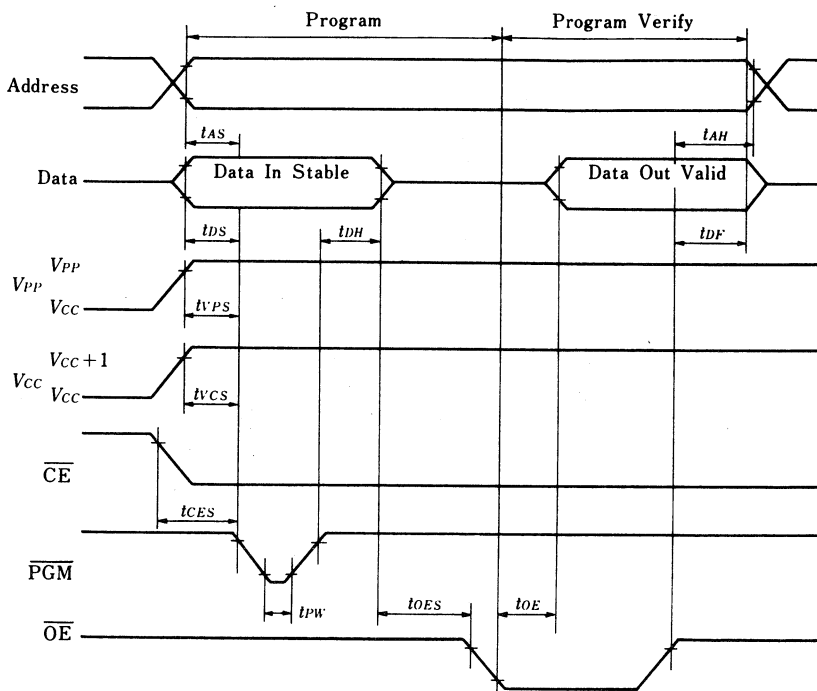 Program
Program Verify
Address
tAS
tAH
Data
Data In Stable
Data Out Valid
tDS
tDH
tDF
VPP
VPP
VCC
tVPS
VCC+1
VCC
VCC
tVCS
CE
tCES
PGM
tPW
tOES
tOE
OE